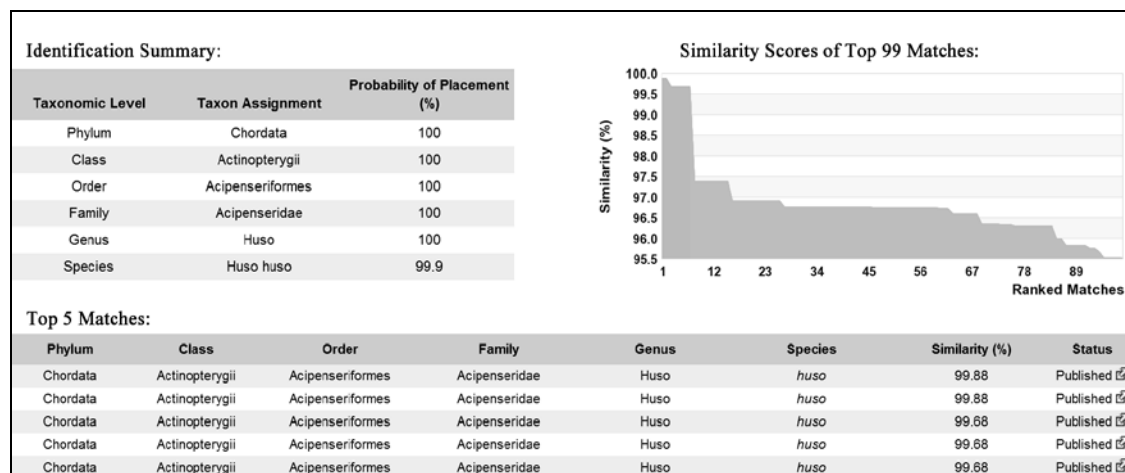 Identification Summary:
Taxonomic Level Taxon Assignment Probability of Placement (%)
Phylum Chordata 100
Class Actinopterygii 100
Order Acipenseriformes 100
Family Acipenseridae 100
Genus Huso 100
Species Huso huso 99.9
Similarity Scores of Top 99 Matches:
Similarity (%)
100.0
99.5
99.0
98.5
98.0
97.5
97.0
96.5
96.0
95.5
1 12 23 34 45 56 67 78 89
Ranked Matches
Top 5 Matches:
Phylum Class Order Family Genus Species Similarity (%) Status
Chordata Actinopterygii Acipenseriformes Acipenseridae Huso huso 99.88 Published
Chordata Actinopterygii Acipenseriformes Acipenseridae Huso huso 99.88 Published
Chordata Actinopterygii Acipenseriformes Acipenseridae Huso huso 99.68 Published
Chordata Actinopterygii Acipenseriformes Acipenseridae Huso huso 99.68 Published
Chordata Actinopterygii Acipenseriformes Acipenseridae Huso huso 99.68 Published